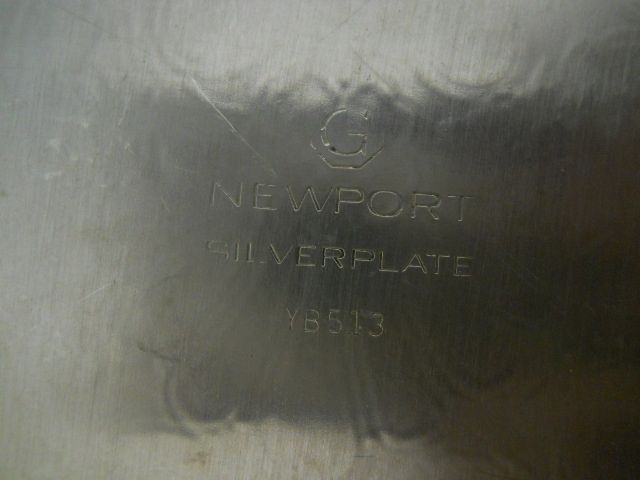 G
NEWPORT
SILVERPLATE
YB513